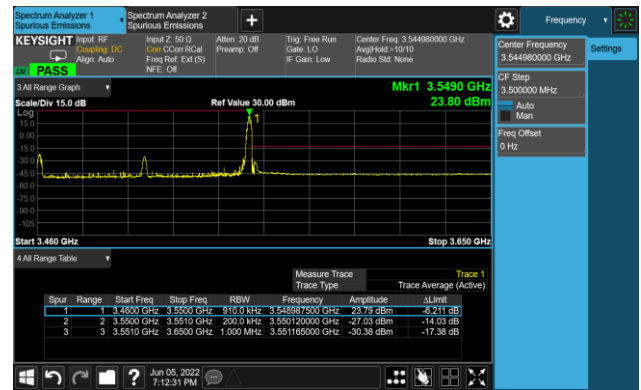 Spectrum Analyzer 1
Spurious Emissions
Spectrum Analyzer 2
Spurious Emissions
Frequency
KEYSIGHT
Input: RF
Coupling: DC
Align: Auto
Input Z: 50 Ω
Corr CCorr RCal
Freq Ref: Ext (S)
NFE: Off
Atten: 20 dB
Preamp: Off
Trig: Free Run
Gate: LO
IF Gain: Low
Center Freq: 3.544980000 GHz
Avg|Hold:>10/10
Radio Std: None
PASS
Center Frequency
3.544980000 GHz
Settings
CF Step
3.500000 MHz
Auto
Man
Freq Offset
0 Hz
3 All Range Graph
Mkr1 3.5490 GHz
Scale/Div 15.0 dB
Ref Value 30.00 dBm
23.80 dBm
Log
1
15.0
0.00
-15.0
-30.0
-45.0
-60.0
-75.0
-90.0
-105
Start 3.460 GHz
Stop 3.650 GHz
4 All Range Table
Measure Trace Trace 1
Trace Type Trace Average (Active)
Spur Range Start Freq Stop Freq RBW Frequency Amplitude ΔLimit
1 1 3.4600 GHz 3.5500 GHz 910.0 kHz 3.548987500 GHz 23.79 dBm -6.211 dB
2 2 3.5500 GHz 3.5510 GHz 200.0 kHz 3.550120000 GHz -27.03 dBm -14.03 dB
3 3 3.5510 GHz 3.6500 GHz 1.000 MHz 3.551165000 GHz -30.38 dBm -17.38 dB
Jun 05, 2022
7:12:31 PM